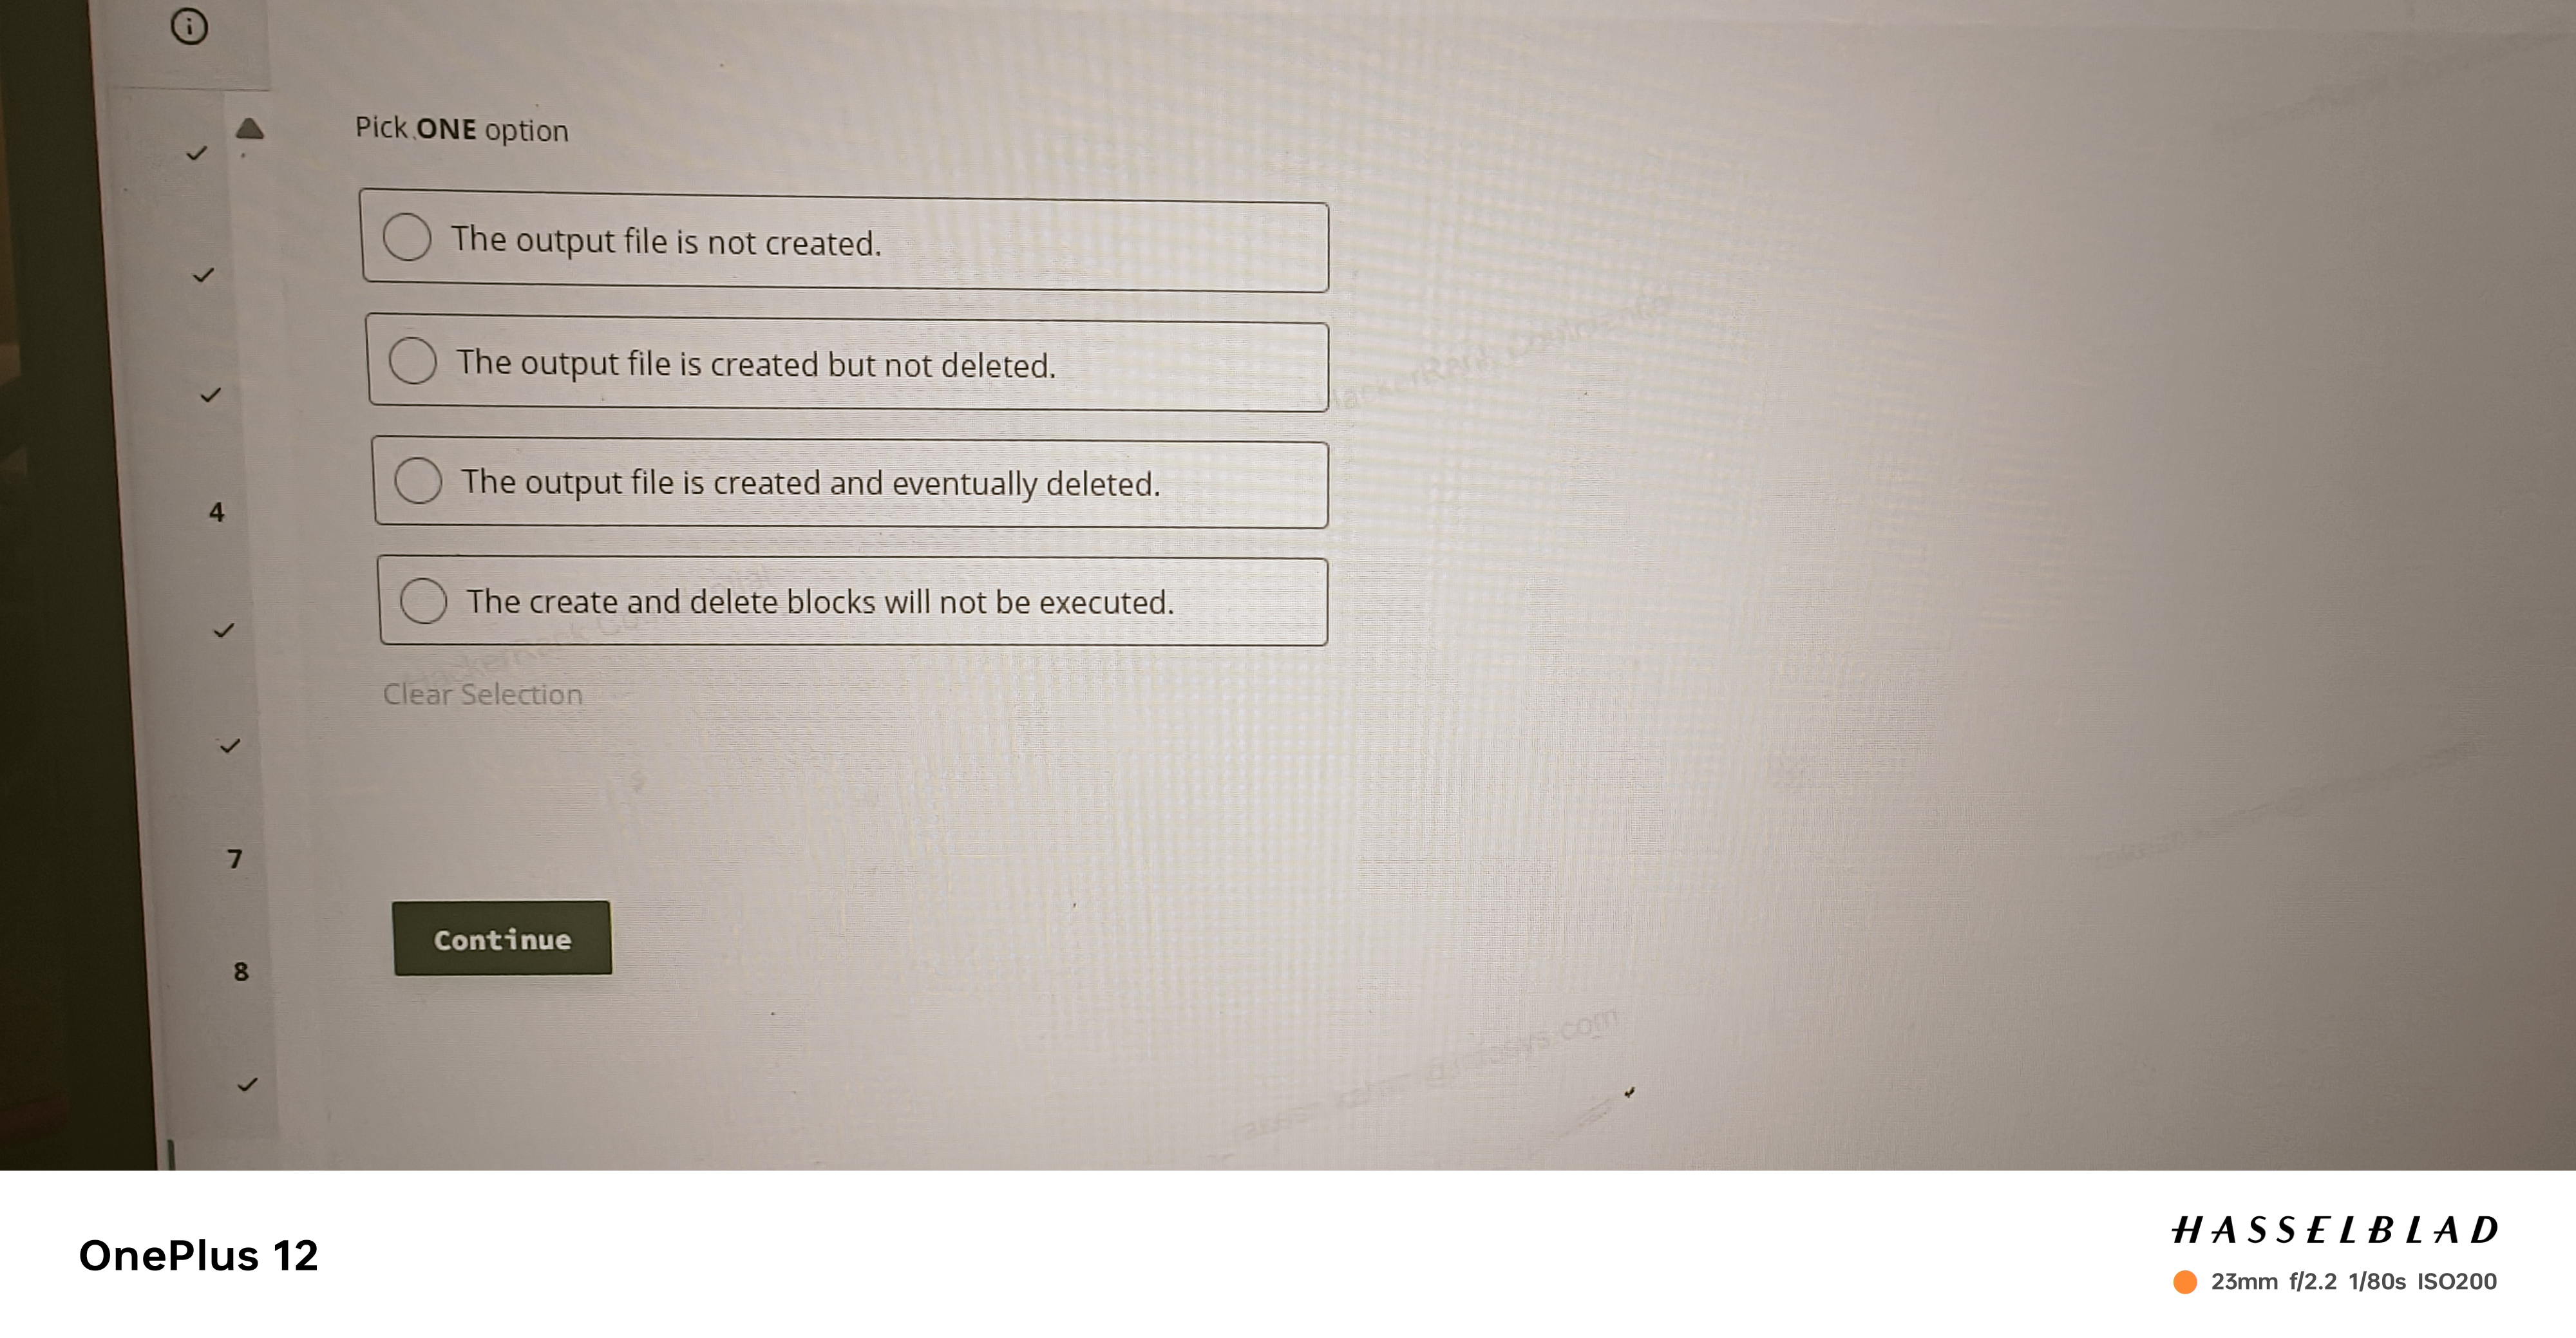 Pick ONE option
The output file is not created.
The output file is created but not deleted.
4
The output file is created and eventually deleted.
The create and delete blocks will not be executed.
Clear Selection
7
Continue
8
OnePlus 12
HASSELBLAD
23mm f/2.2 1/80s ISO200